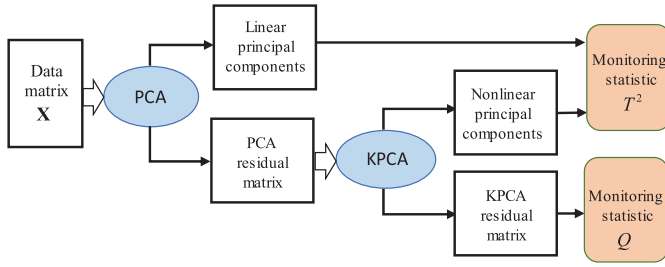 Data
matrix
X
PCA
Linear
principal
components
PCA
residual
matrix
KPCA
Nonlinear
principal
components
KPCA
residual
matrix
Monitoring
statistic
T²
Monitoring
statistic
Q